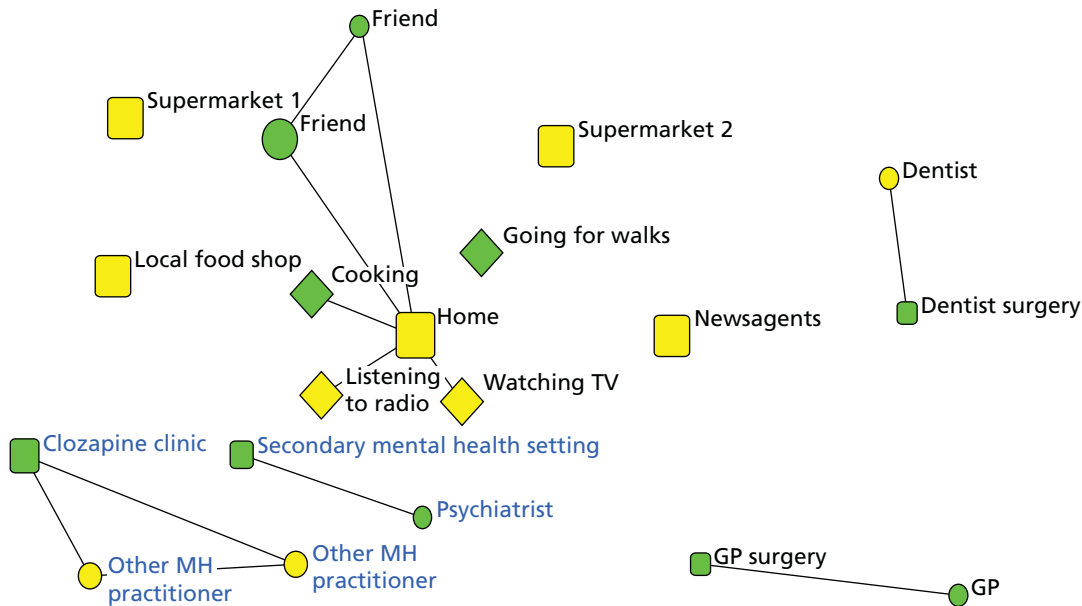 Friend
Supermarket 1
Friend
Supermarket 2
Dentist
Going for walks
Local food shop
Cooking
Dentist surgery
Home
Newsagents
Listening
to radio
Watching TV
Clozapine clinic
Secondary mental health setting
Psychiatrist
Other MH
practitioner
Other MH
practitioner
GP surgery
GP